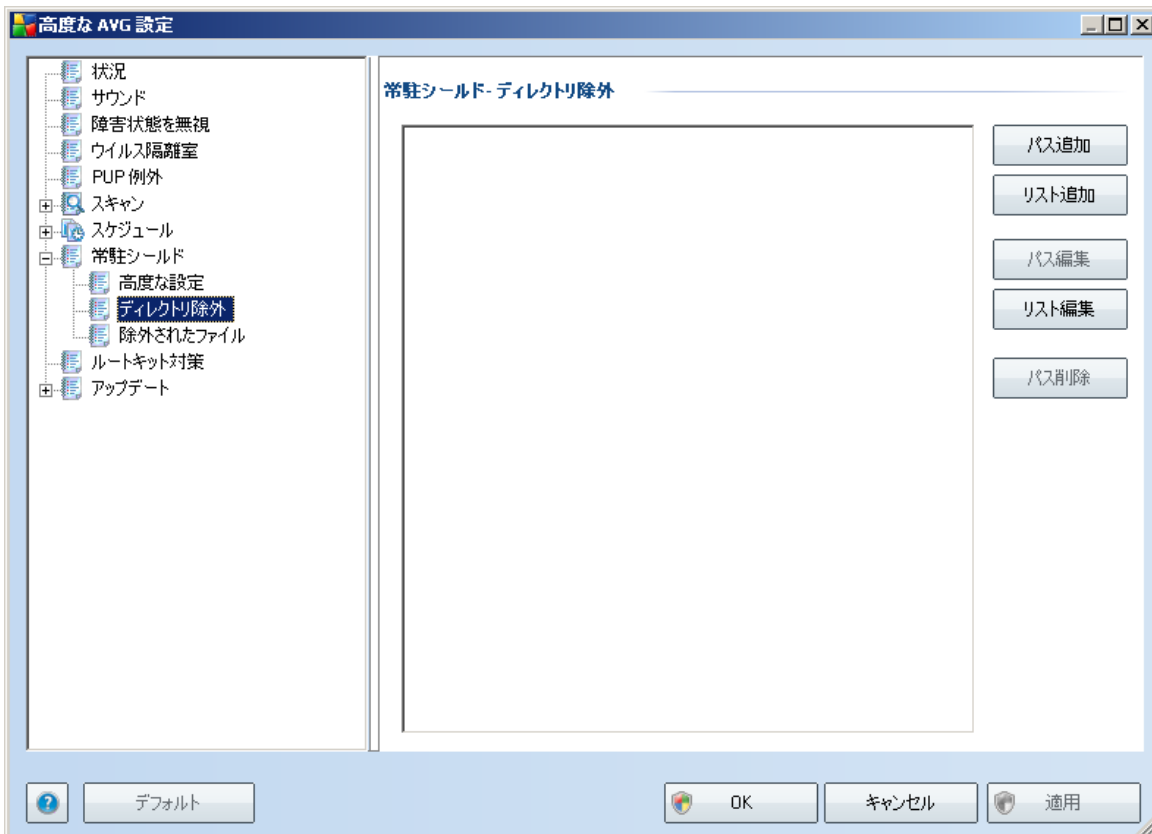 高度な AVG 設定
状況
サウンド
障害状態を無視
ウイルス隔離室
PUP 例外
スキャン
スケジュール
常駐シールド
高度な設定
ディレクトリ除外
除外されたファイル
ルートキット対策
アップデート
常駐シールド - ディレクトリ除外
パス追加
リスト追加
パス編集
リスト編集
パス削除
デフォルト
OK
キャンセル
適用